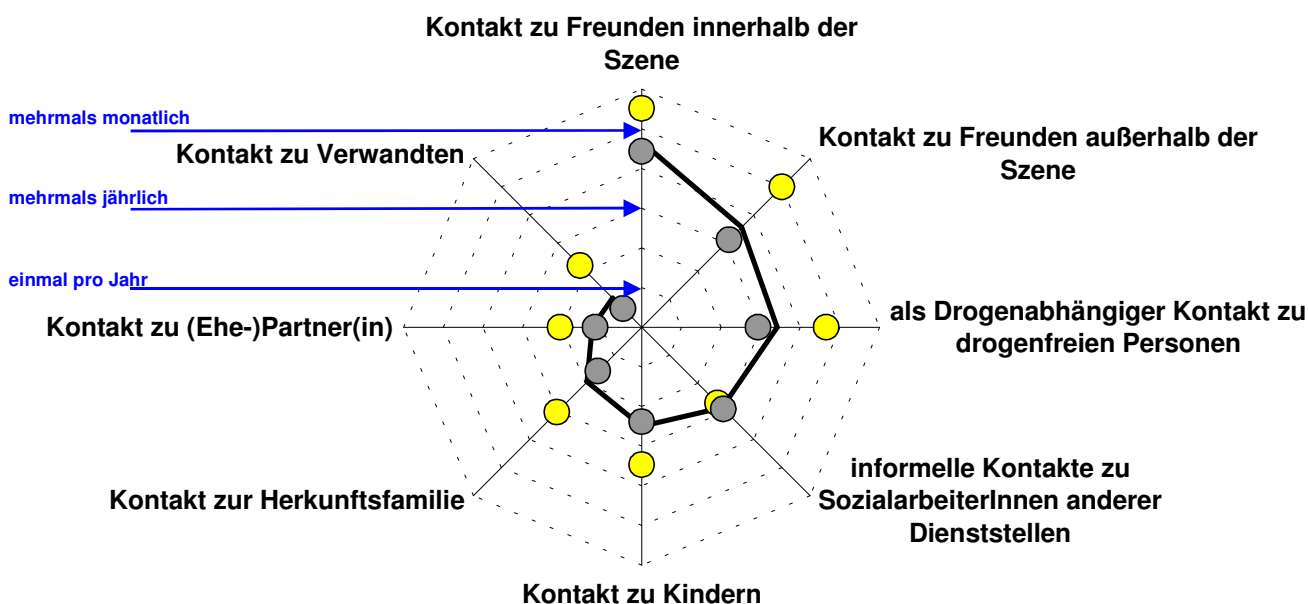 Kontakt zu Freunden innerhalb der
Szene
mehrmals monatlich
Kontakt zu Verwandten
Kontakt zu Freunden außerhalb der
Szene
mehrmals jährlich
einmal pro Jahr
Kontakt zu (Ehe-)Partner(in)
als Drogenabhängiger Kontakt zu
drogenfreien Personen
Kontakt zur Herkunftsfamilie
informelle Kontakte zu
SozialarbeiterInnen anderer
Dienststellen
Kontakt zu Kindern